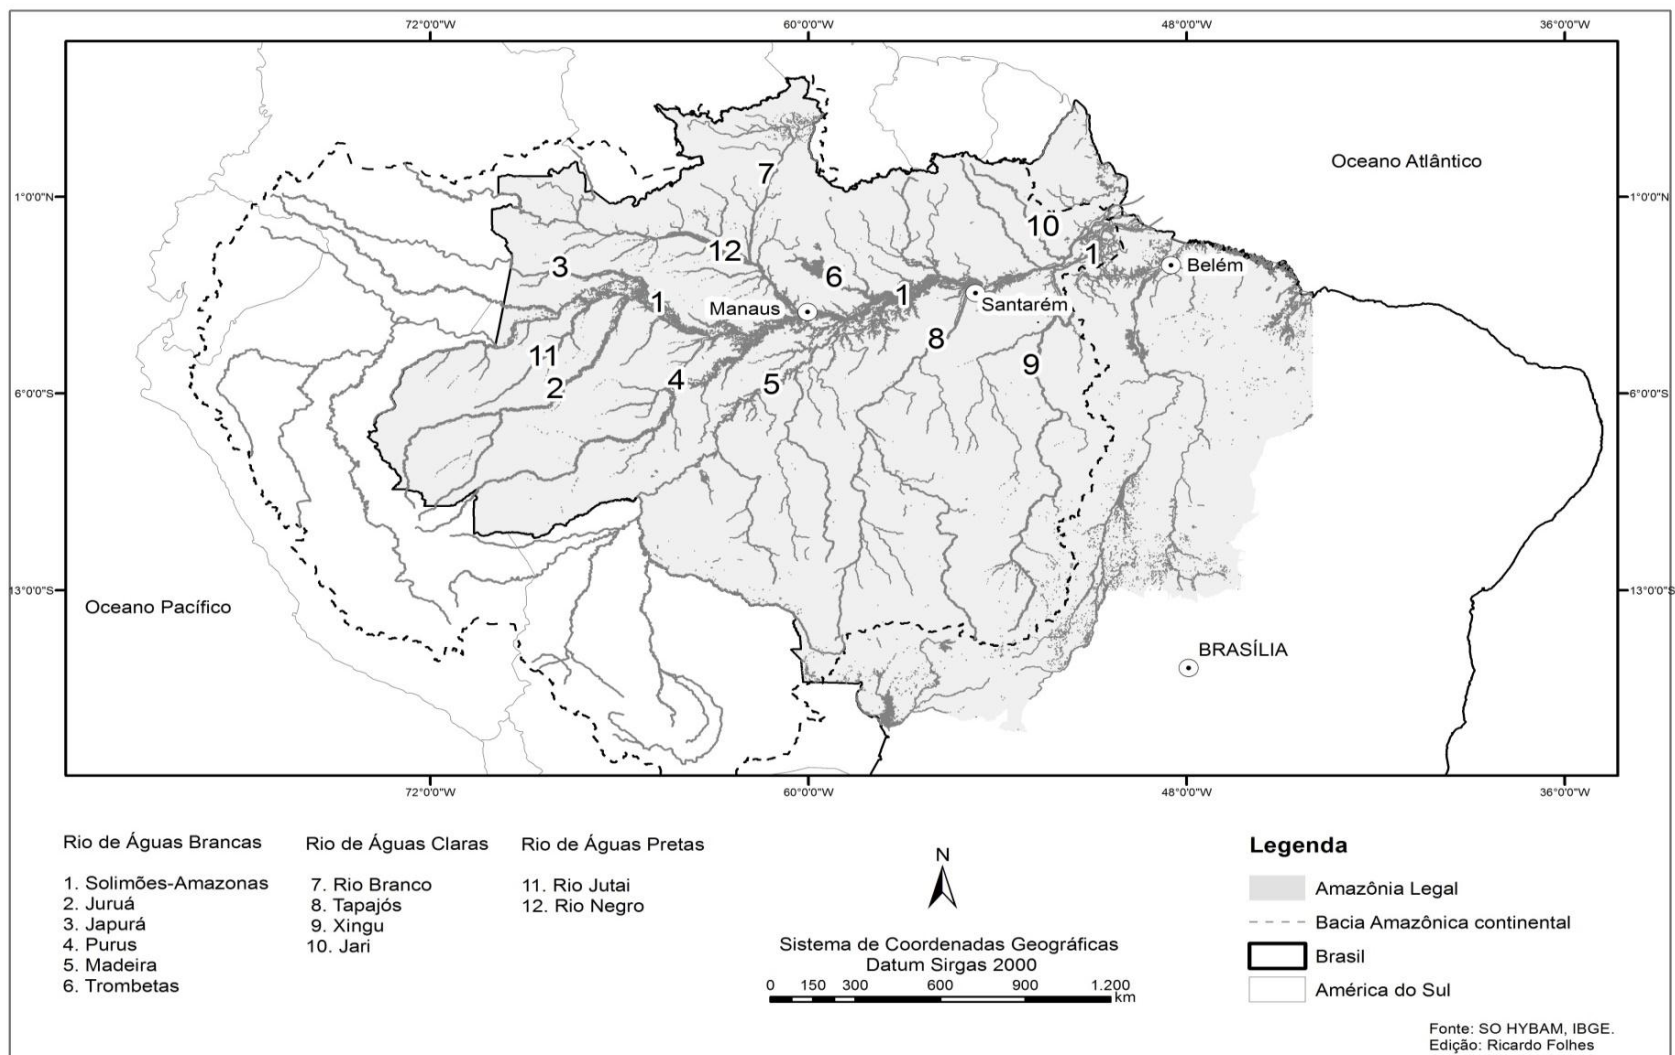 72°0'0"W 60°0'0"W 48°0'0"W 36°0'0"W
Oceano Atlântico
1°0'0"N 1°0'0"N
7
10
12
1
3
6
Belém
1
1
Manaus
Santarém
8
11
9
2
4
5
6°0'0"S 6°0'0"S
13°0'0"S 13°0'0"S
Oceano Pacífico
BRASÍLIA
72°0'0"W 60°0'0"W 48°0'0"W 36°0'0"W
Rio de Águas Brancas
1. Solimões-Amazonas
2. Juruá
3. Japurá
4. Purus
5. Madeira
6. Trombetas
Rio de Águas Claras
7. Rio Branco
8. Tapajós
9. Xingu
10. Jari
Rio de Águas Pretas
11. Rio Jutai
12. Rio Negro
N
Sistema de Coordenadas Geográficas
Datum Sirgas 2000
0 150 300 600 900 1.200
km
Legenda
Amazônia Legal
Bacia Amazônica continental
Brasil
América do Sul
Fonte: SO HYBAM, IBGE.
Edição: Ricardo Folhes